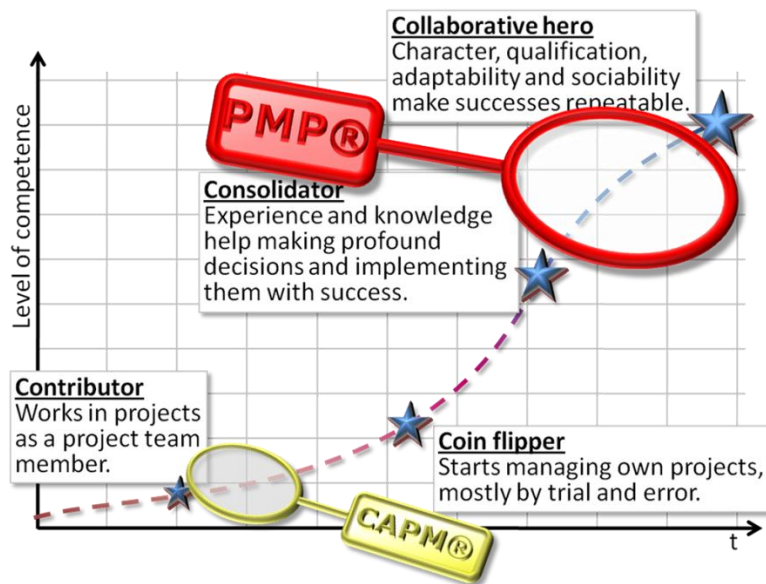 Collaborative hero
Character, qualification,
adaptability and sociability
make successes repeatable.
PMP®
Consolidator
Experience and knowledge
help making profound
decisions and implementing
them with success.
Level of competence
Contributor
Works in projects
as a project team
member.
Coin flipper
Starts managing own projects,
mostly by trial and error.
CAPM®
t